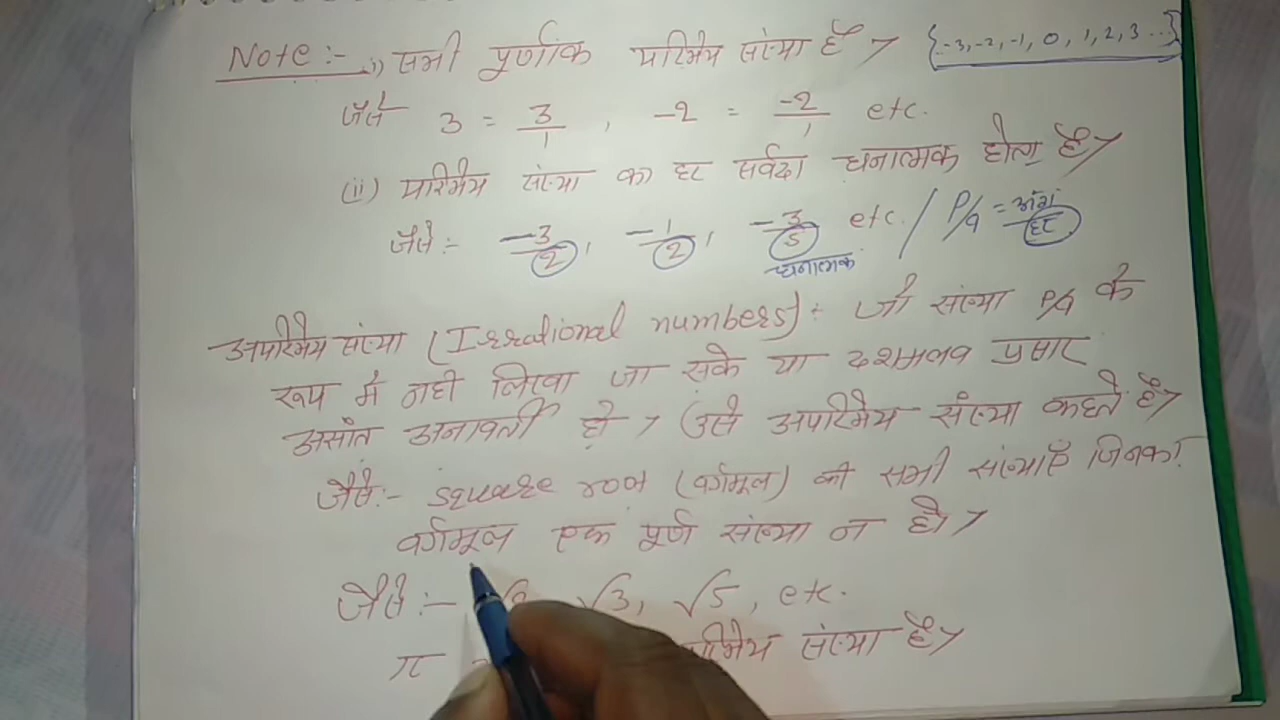 Note :- i) सभी पूर्णांक परिमेय संख्या है > {..-3,-2,-1, 0, 1, 2, 3 ...}
जैसे 3 = 3/1 , -2 = -2/1 etc.
(ii) परिमेय संख्या का हर सर्वदा धनात्मक होता है >
जैसे :- -3/2, -1/2, -3/5 etc. / P/q = अंश/हर
धनात्मक
अपरिमेय संख्या (Irrational numbers) :- जो संख्या P/q के
रूप में नहीं लिखा जा सके या दशमलव प्रसार
असांत अनावर्ती हो > उसे अपरिमेय संख्या कहते है >
जैसे :- square root (वर्गमूल) की सभी संख्याएँ जिनका
वर्गमूल एक पूर्ण संख्या न हो >
जैसे :- √3, √5, etc.
π संख्या है >